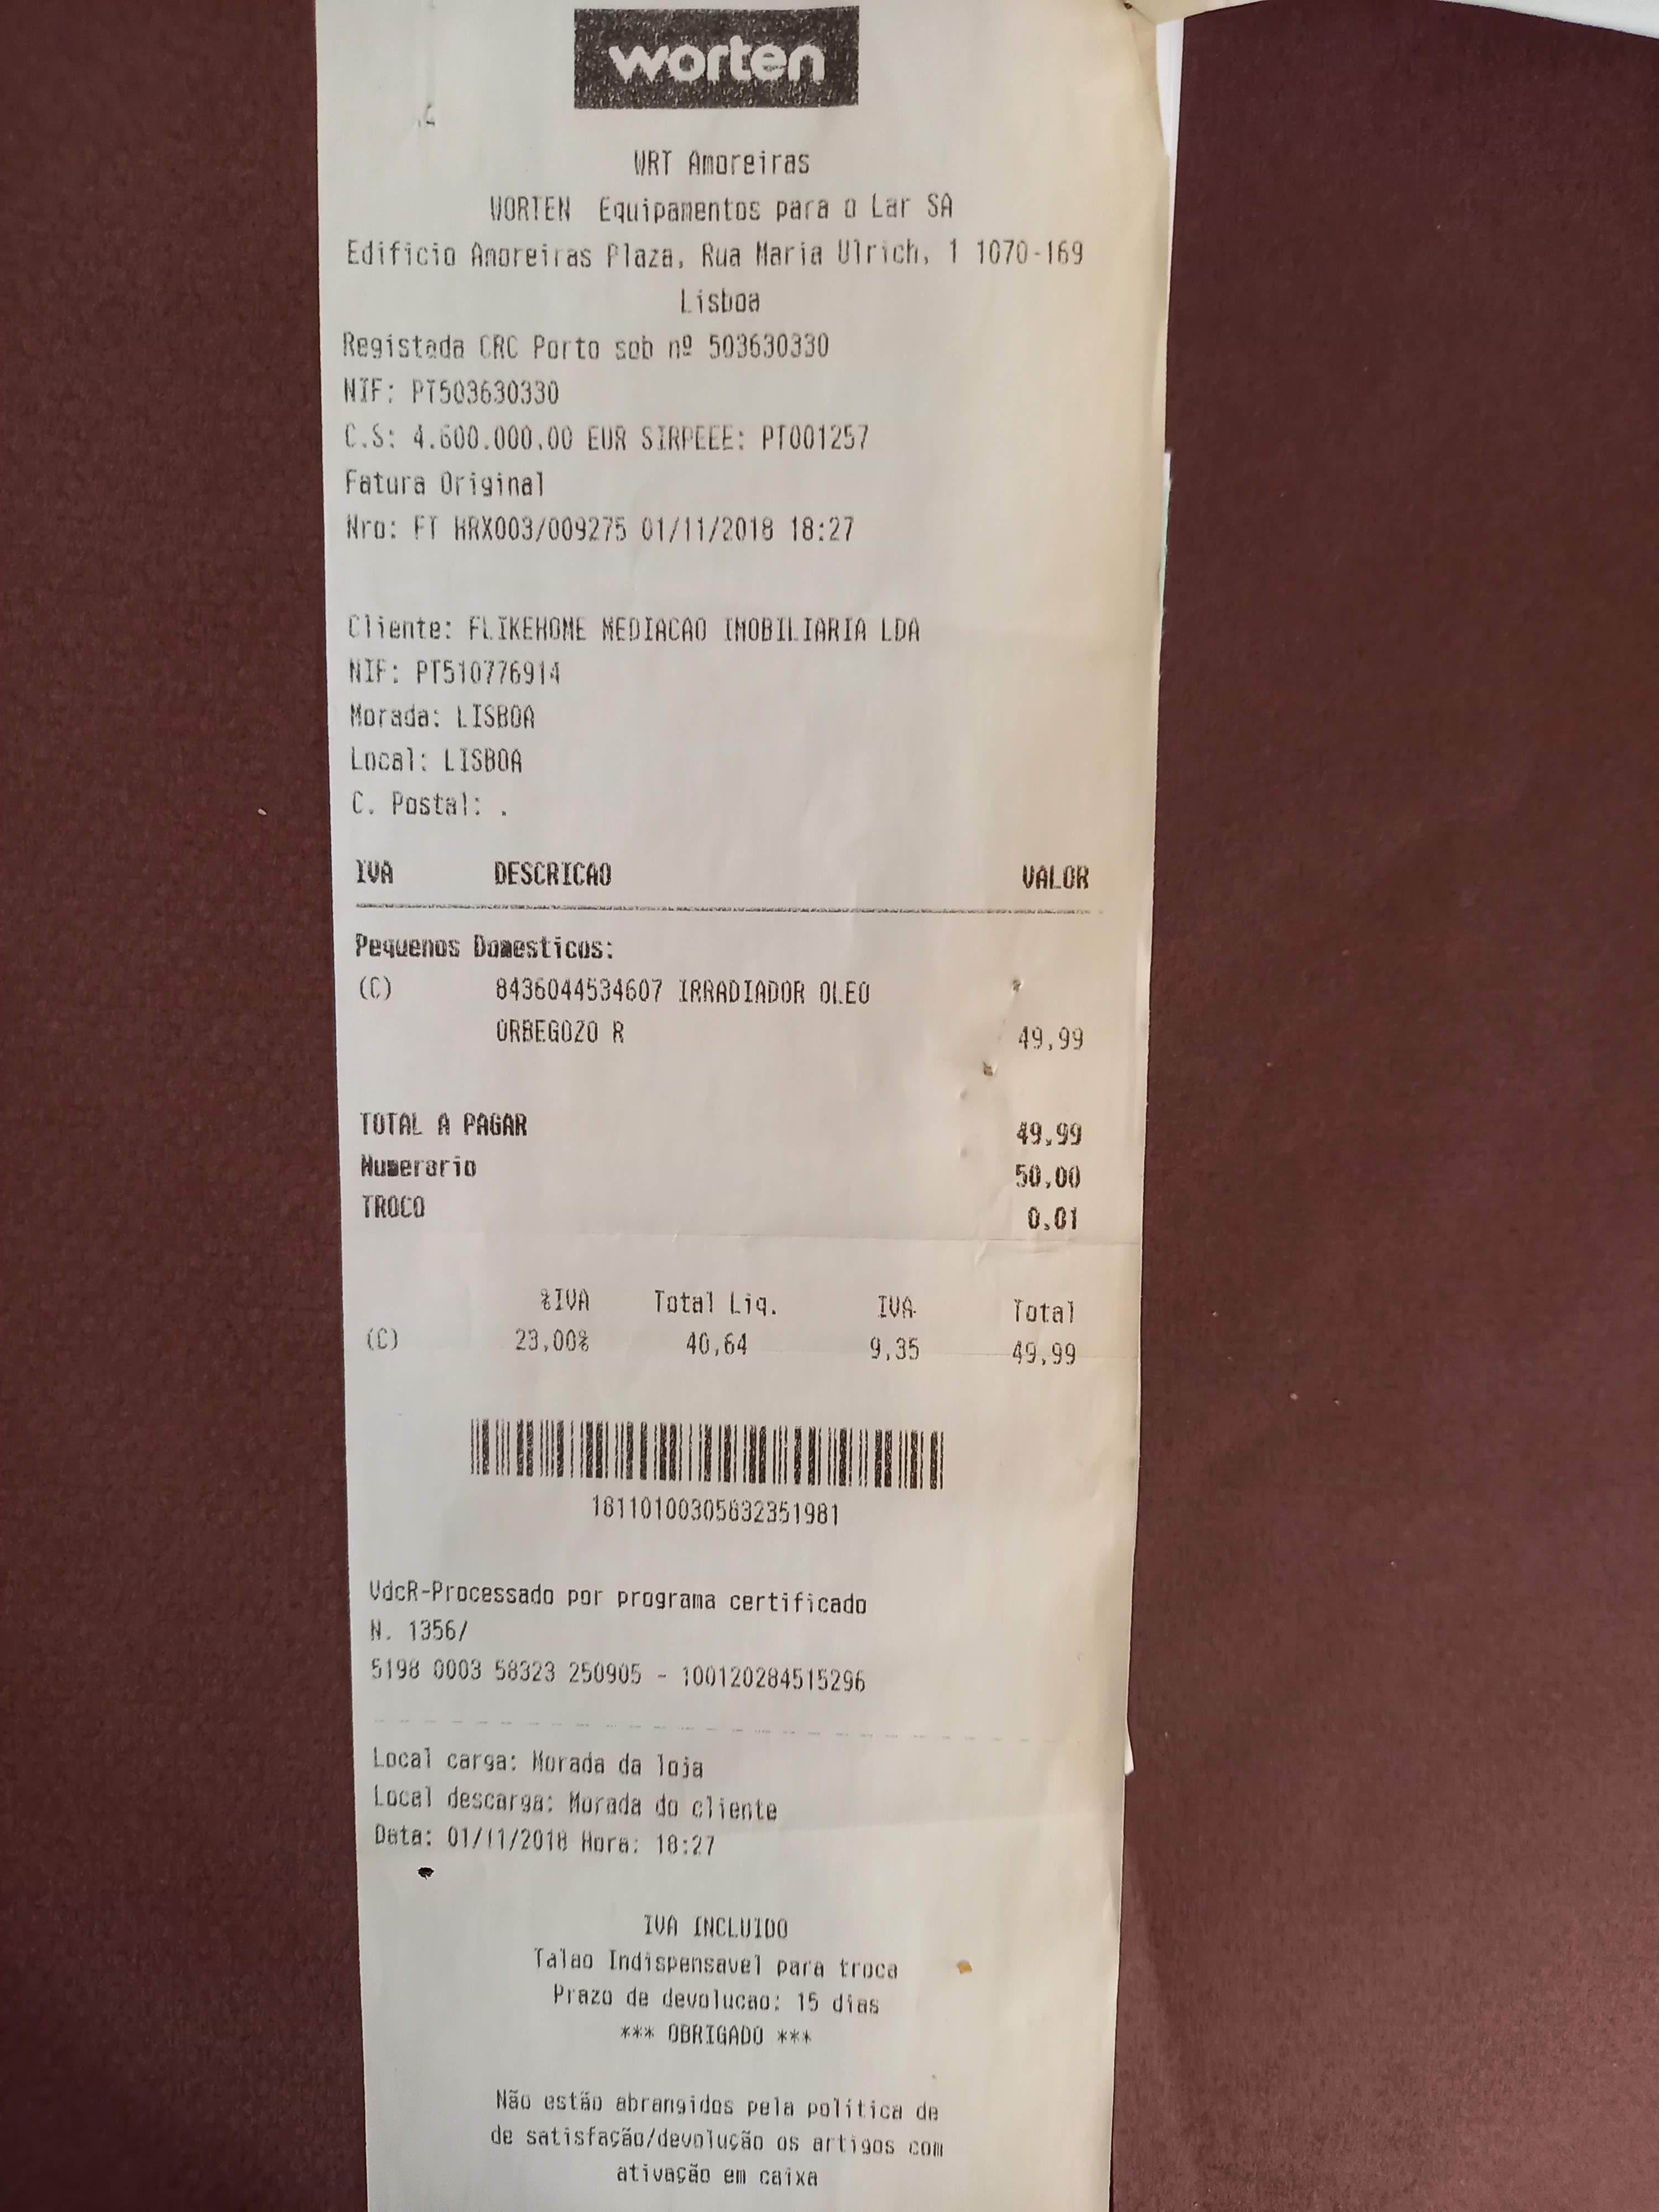 worten
WRT Amoreiras
WORTEN Equipamentos para o Lar SA
Edificio Amoreiras Plaza, Rua Maria Ulrich, 1 1070-169
Lisboa
Registada CRC Porto sob nº 503630330
NIF: PT503630330
C.S: 4.600.000,00 EUR SIRPEEE: PT001257
Fatura Original
Nro: FT KRX003/009275 01/11/2018 18:27
Cliente: FLIKEHOME MEDIACAO IMOBILIARIA LDA
NIF: PT510776914
Morada: LISBOA
Local: LISBOA
C. Postal: .
IVA DESCRICAO VALOR
Pequenos Domesticos:
(C) 8436044534607 IRRADIADOR OLEO
ORBEGOZO R 49,99
TOTAL A PAGAR 49,99
Numerario 50,00
TROCO 0,01
%IVA Total Liq. IVA Total
(C) 23,00% 40,64 9,35 49,99
18110100305832351981
VdcR-Processado por programa certificado
N. 1356/
5198 0003 58323 250905 - 100120284515296
Local carga: Morada da loja
Local descarga: Morada do cliente
Data: 01/11/2018 Hora: 18:27
IVA INCLUIDO
Talao Indispensavel para troca
Prazo de devolucao: 15 dias
*** OBRIGADO ***
Não estão abrangidos pela política de
de satisfação/devolução os artigos com
ativação em caixa